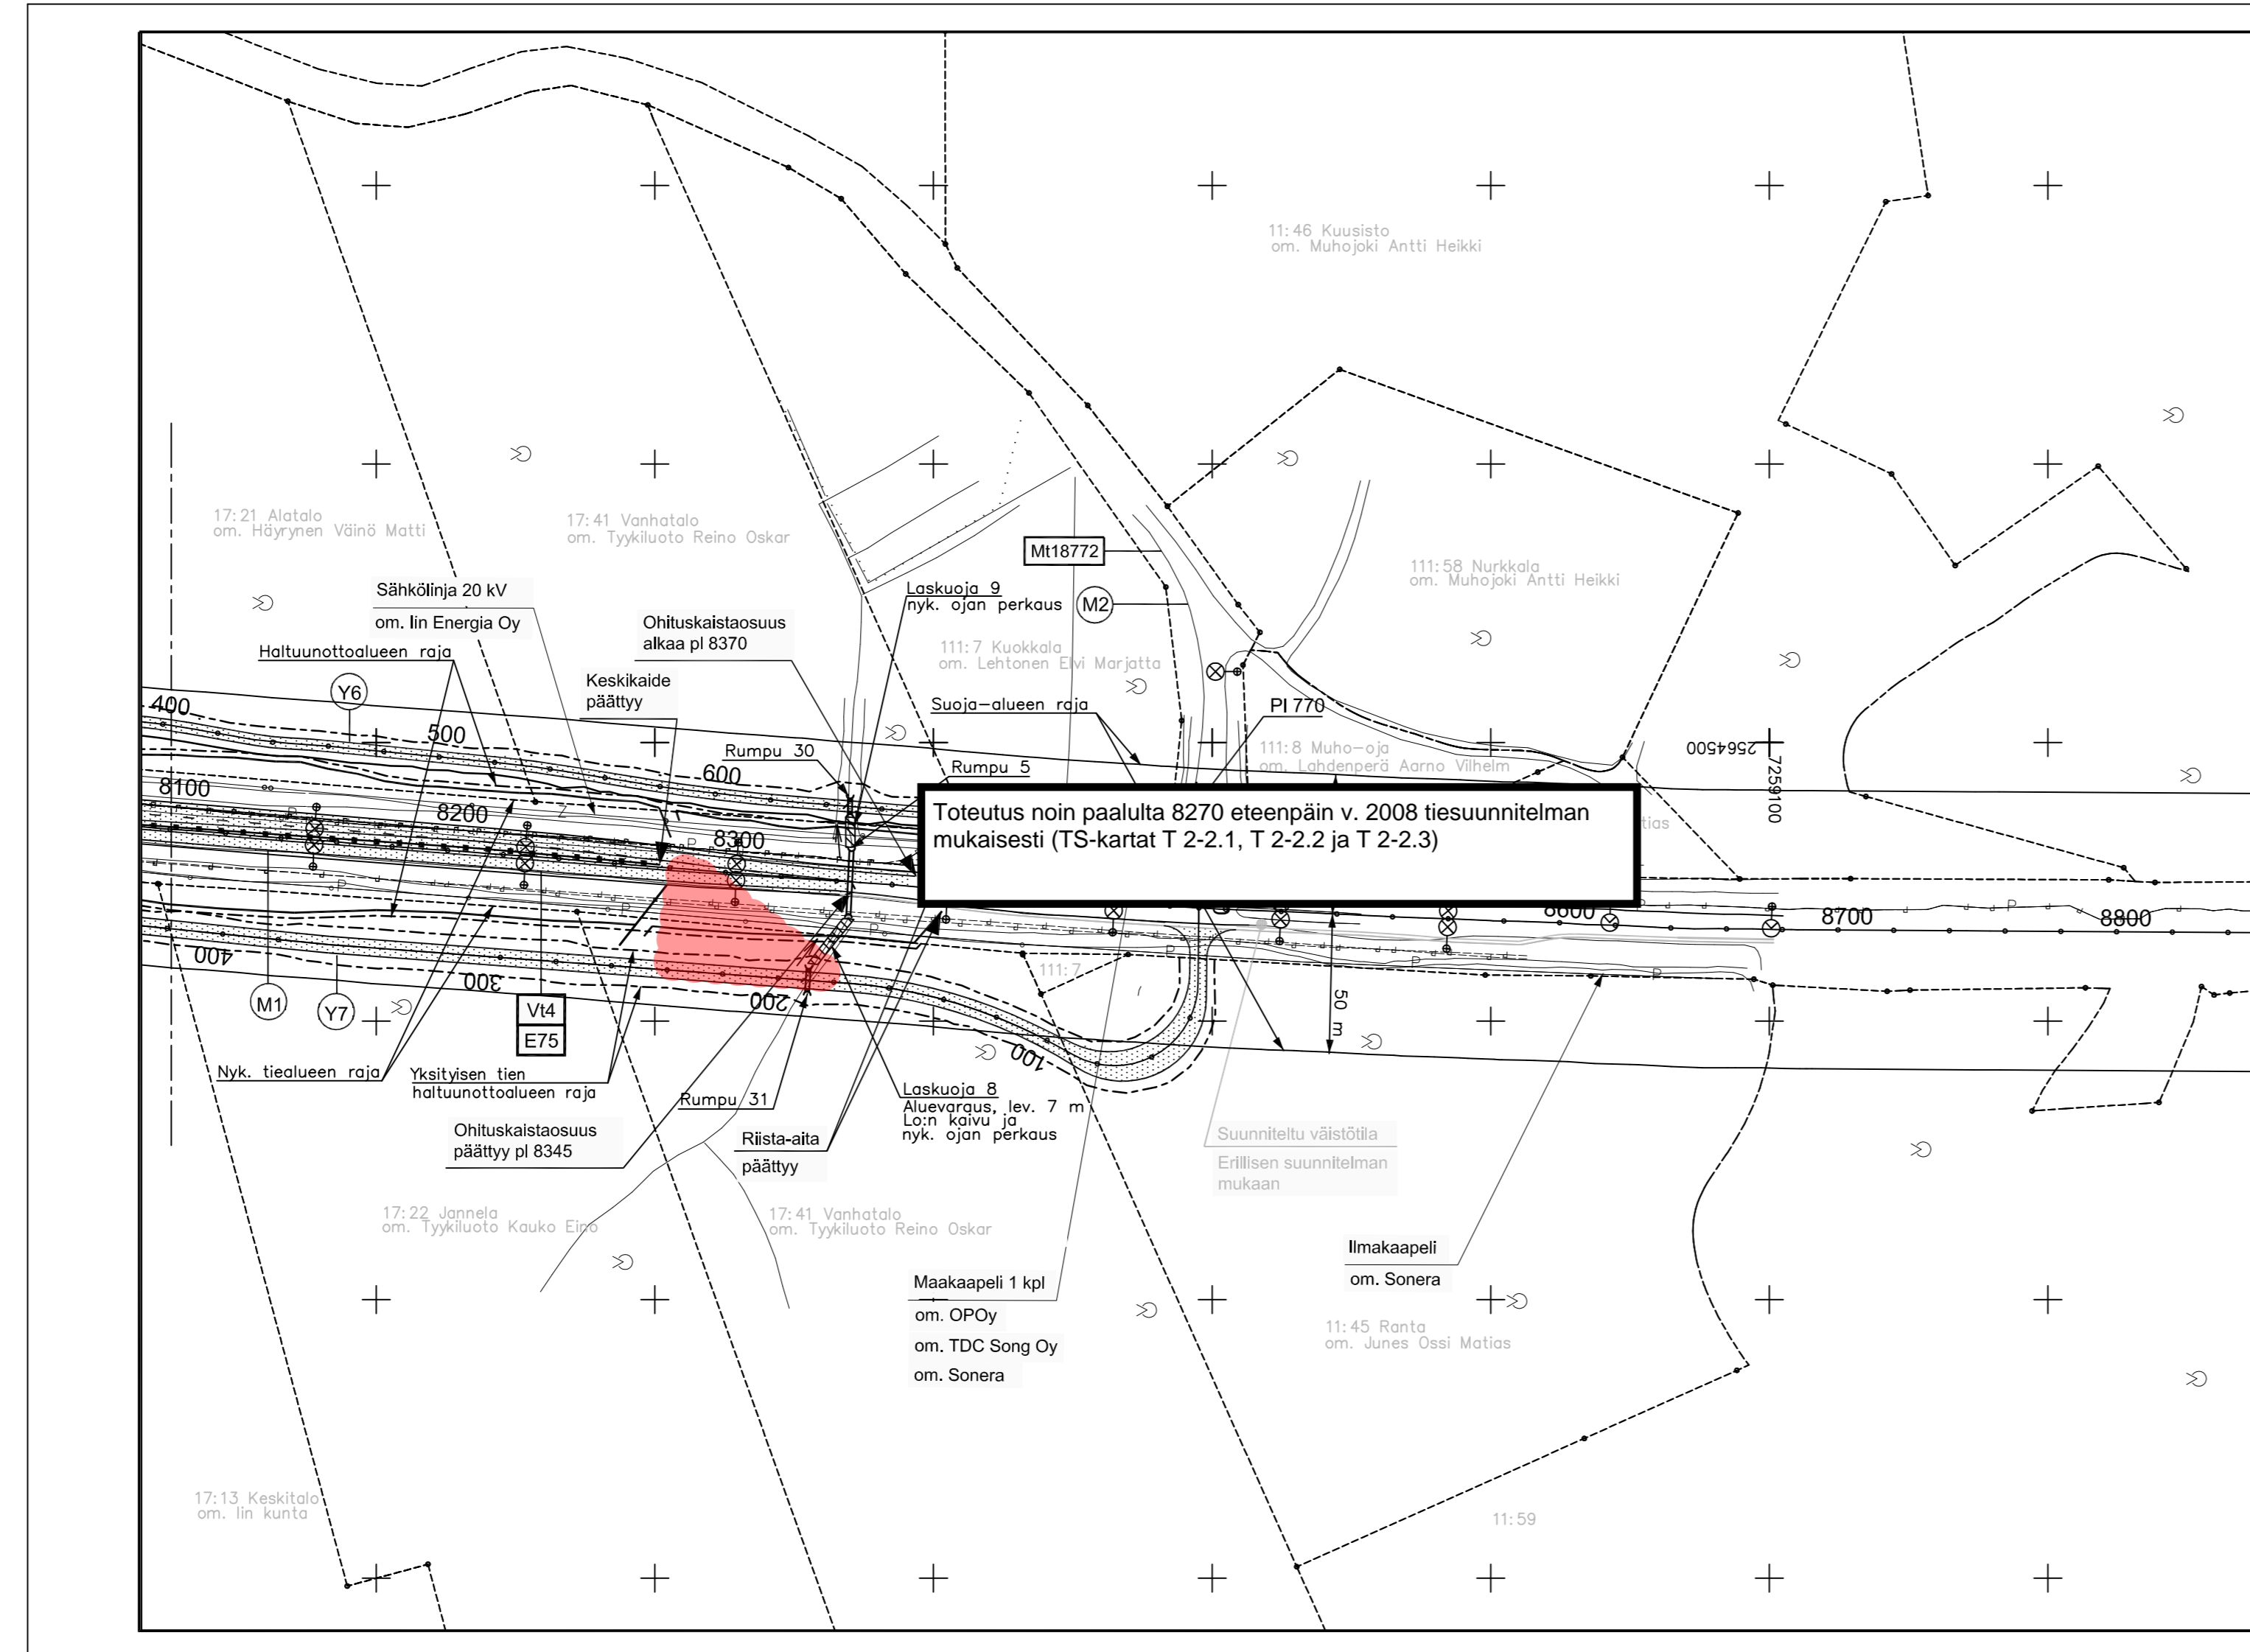 11:46 Kuusisto
om. Muhojoki Antti Heikki
17:21 Alatalo
om. Häyrynen Väinö Matti
17:41 Vanhatalo
om. Tyykiluoto Reino Oskar
Mt18772
M2
111:58 Nurkkala
om. Muhojoki Antti Heikki
Sähkölinja 20 kV
om. Iin Energia Oy
Laskuoja 9
nyk. ojan perkaus
Ohituskaistaosuus
alkaa pl 8370
111:7 Kuokkala
om. Lehtonen Elvi Marjatta
Haltuunottoalueen raja
Keskikaide
päättyy
Y6
Suoja-alueen raja
Pl 770
400
500
600
Rumpu 30
Rumpu 5
111:8 Muho-oja
om. Lahdenperä Aarno Vilhelm
2564500
7259100
8100
8200
8300
Toteutus noin paalulta 8270 eteenpäin v. 2008 tiesuunnitelman
mukaisesti (TS-kartat T 2-2.1, T 2-2.2 ja T 2-2.3)
tias
8600
8700
8800
400
300
200
100
111:7
50 m
M1
Y7
Vt4
E75
Nyk. tiealueen raja
Yksityisen tien
haltuunottoalueen raja
Rumpu 31
Laskuoja 8
Aluevaraus, lev. 7 m
Lo:n kaivu ja
nyk. ojan perkaus
Ohituskaistaosuus
päättyy pl 8345
Riista-aita
päättyy
Suunniteltu väistötila
Erillisen suunnitelman
mukaan
17:22 Jannela
om. Tyykiluoto Kauko Eino
17:41 Vanhatalo
om. Tyykiluoto Reino Oskar
Ilmakaapeli
om. Sonera
Maakaapeli 1 kpl
om. OPOy
om. TDC Song Oy
om. Sonera
11:45 Ranta
om. Junes Ossi Matias
17:13 Keskitalo
om. Iin kunta
11:59